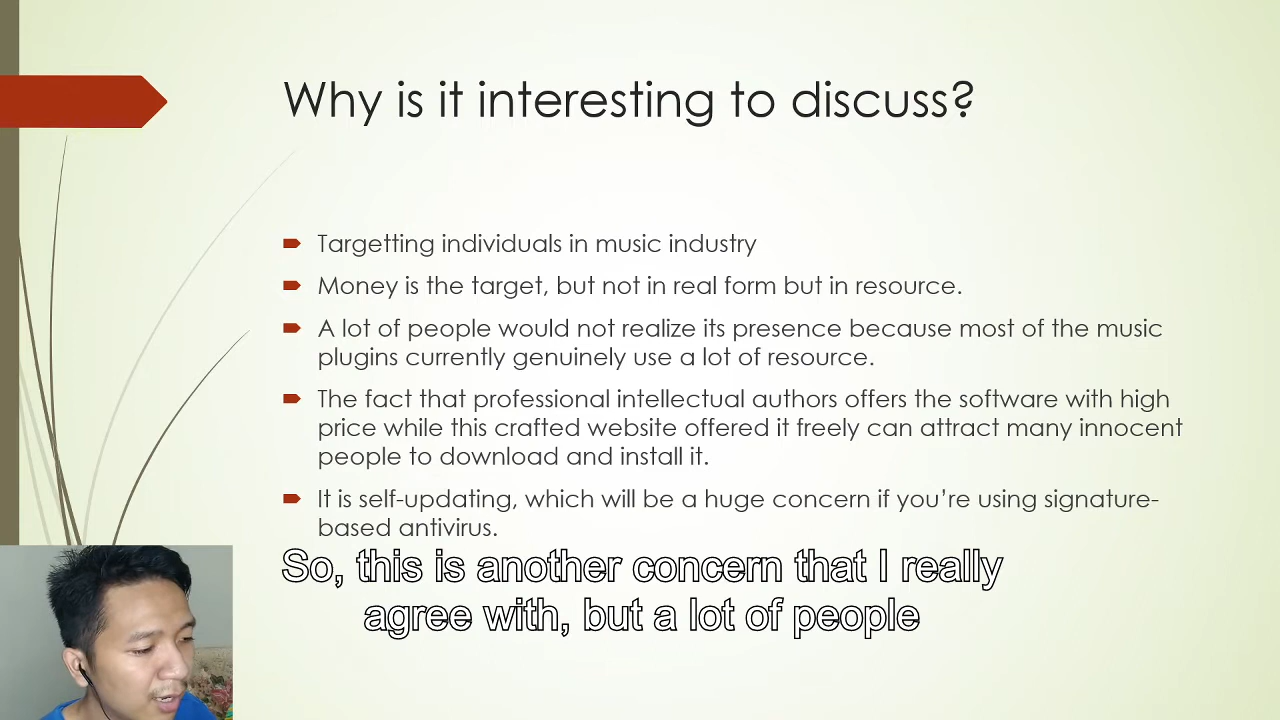 Why is it interesting to discuss?
Targetting individuals in music industry
Money is the target, but not in real form but in resource.
A lot of people would not realize its presence because most of the music
plugins currently genuinely use a lot of resource.
The fact that professional intellectual authors offers the software with high
price while this crafted website offered it freely can attract many innocent
people to download and install it.
It is self-updating, which will be a huge concern if you’re using signature-
based antivirus.
So, this is another concern that I really
agree with, but a lot of people